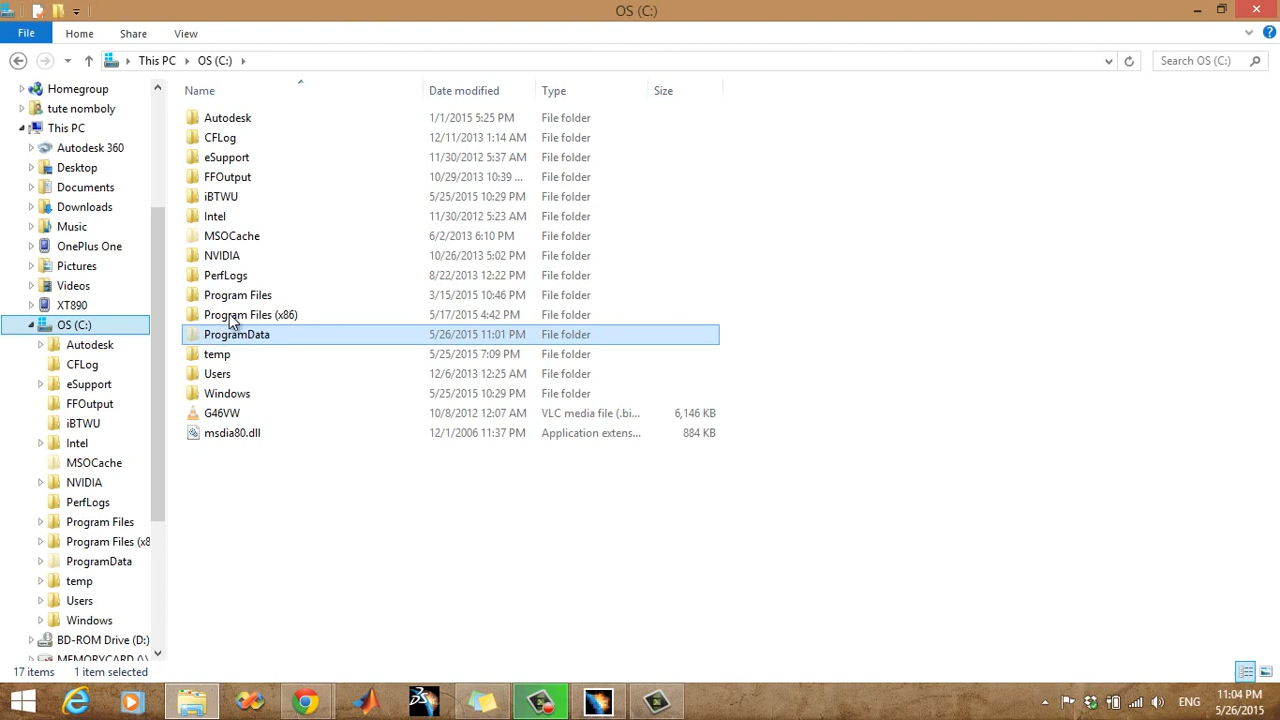 OS (C:)
File Home Share View
This PC OS (C:) Search OS (C:)
Name Date modified Type Size
Homegroup
tute nomboly
This PC
Autodesk 360
Desktop
Documents
Downloads
Music
OnePlus One
Pictures
Videos
XT890
OS (C:)
Autodesk
CFLog
eSupport
FFOutput
iBTWU
Intel
MSOCache
NVIDIA
PerfLogs
Program Files
Program Files (x8
ProgramData
temp
Users
Windows
BD-ROM Drive (D:)
Autodesk 1/1/2015 5:25 PM File folder
CFLog 12/11/2013 1:14 AM File folder
eSupport 11/30/2012 5:37 AM File folder
FFOutput 10/29/2013 10:39 ... File folder
iBTWU 5/25/2015 10:29 PM File folder
Intel 11/30/2012 5:23 AM File folder
MSOCache 6/2/2013 6:10 PM File folder
NVIDIA 10/26/2013 5:02 PM File folder
PerfLogs 8/22/2013 12:22 PM File folder
Program Files 3/15/2015 10:46 PM File folder
Program Files (x86) 5/17/2015 4:42 PM File folder
ProgramData 5/26/2015 11:01 PM File folder
temp 5/25/2015 7:09 PM File folder
Users 12/6/2013 12:25 AM File folder
Windows 5/25/2015 10:29 PM File folder
G46VW 10/8/2012 12:07 AM VLC media file (.bi... 6,146 KB
msdia80.dll 12/1/2006 11:37 PM Application extens... 884 KB
17 items 1 item selected
ENG
11:04 PM
5/26/2015